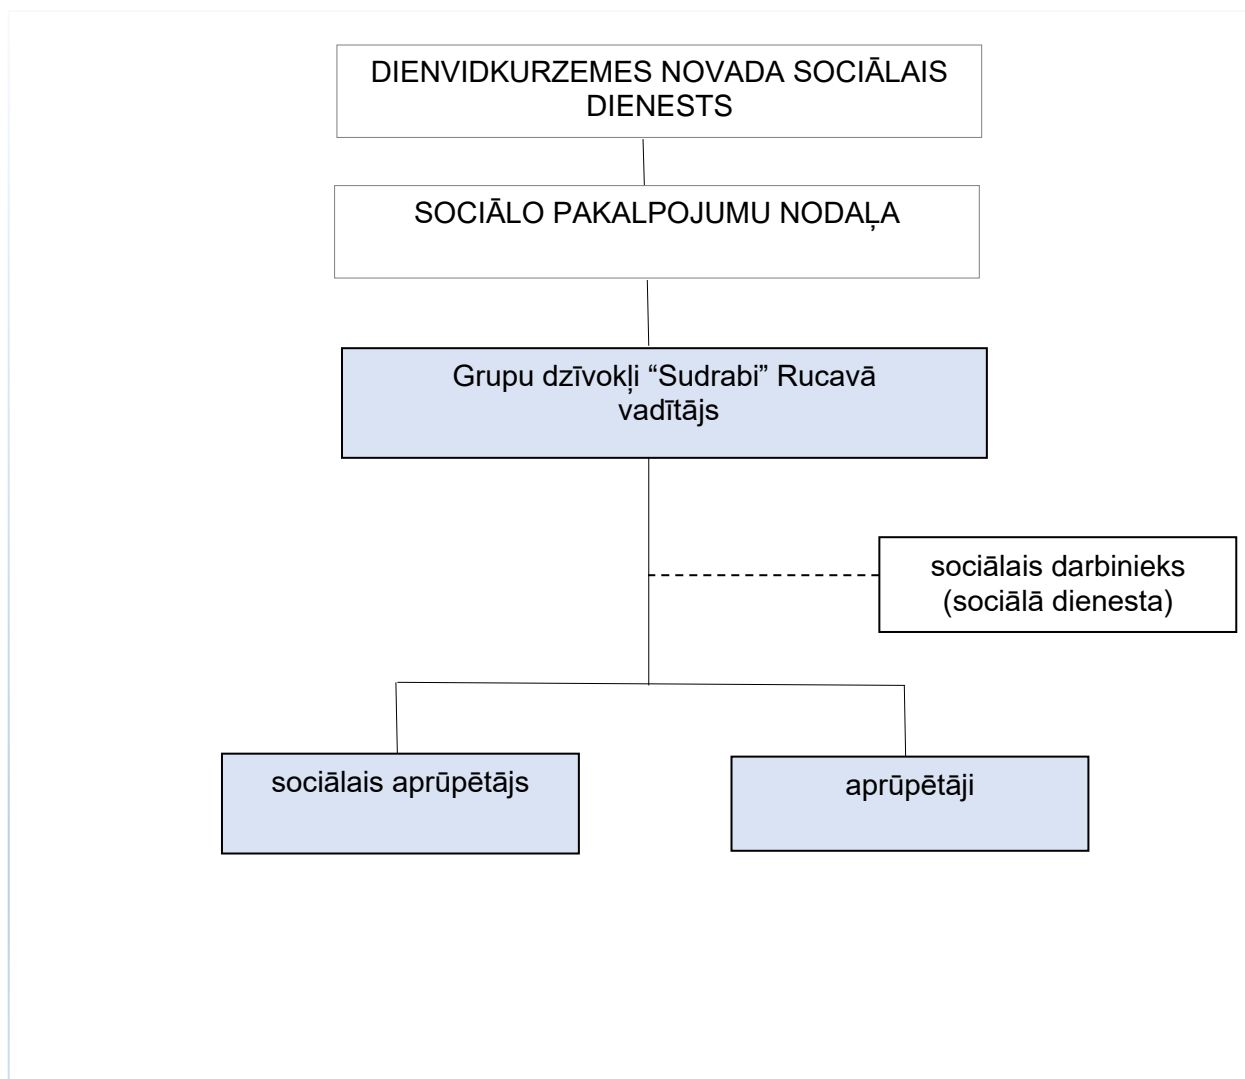 DIENVIDKURZEMES NOVADA SOCIĀLAIS
DIENESTS
SOCIĀLO PAKALPOJUMU NODAĻA
Grupu dzīvokļi “Sudrabi” Rucavā
vadītājs
sociālais darbinieks
(sociālā dienesta)
sociālais aprūpētājs
aprūpētāji